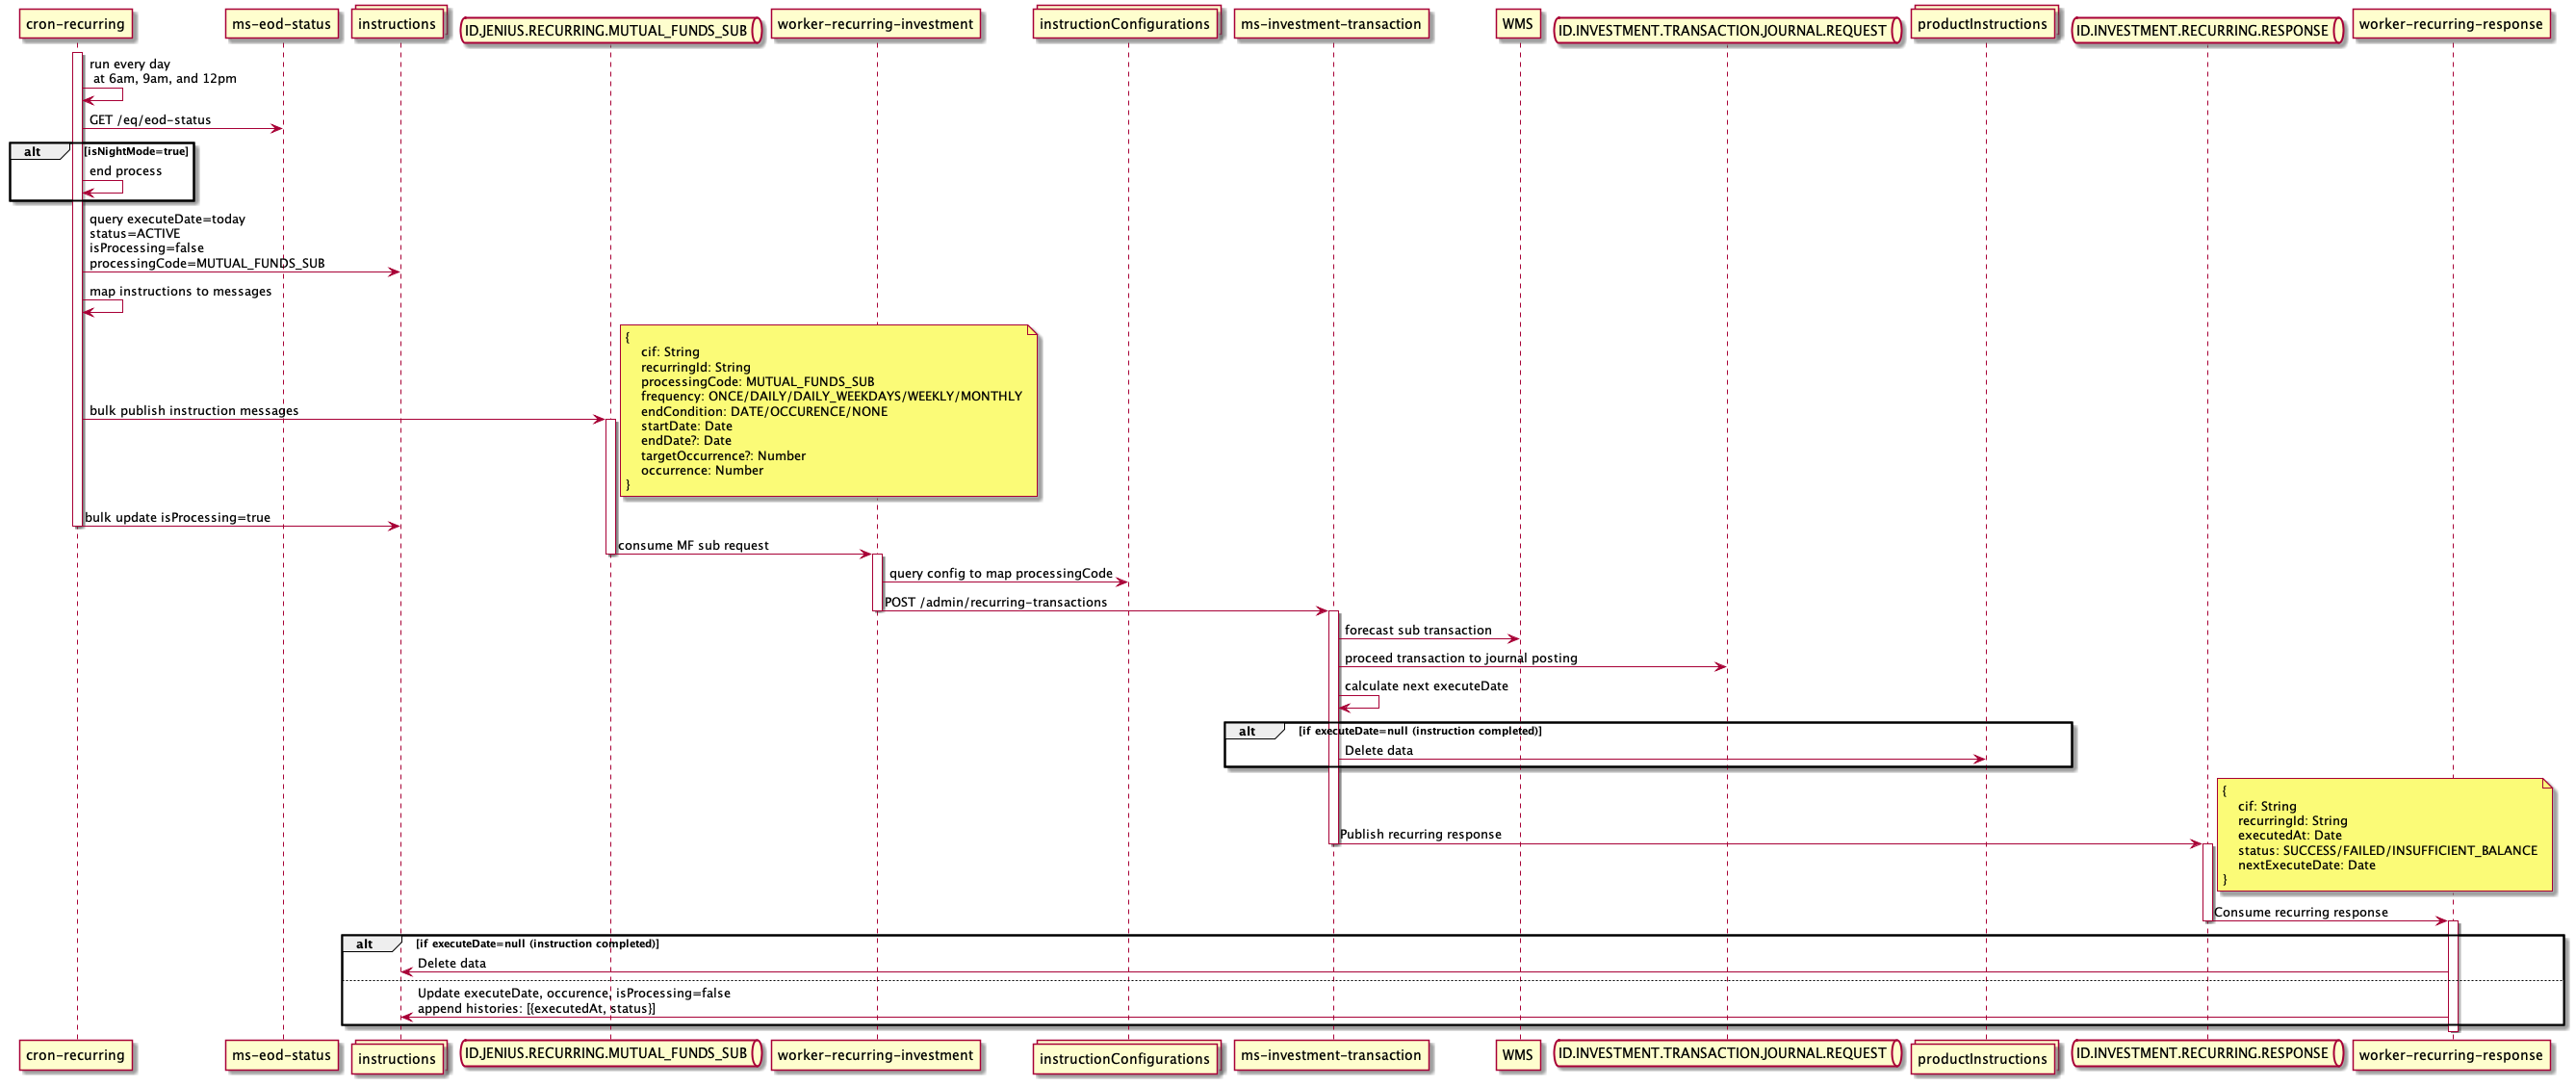 cron-recurring
ms-eod-status
instructions
ID.JENIUS.RECURRING.MUTUAL_FUNDS_SUB
worker-recurring-investment
instructionConfigurations
ms-investment-transaction
WMS
ID.INVESTMENT.TRANSACTION.JOURNAL.REQUEST
productInstructions
ID.INVESTMENT.RECURRING.RESPONSE
worker-recurring-response
run every day
at 6am, 9am, and 12pm
GET /eq/eod-status
alt [isNightMode=true]
end process
query executeDate=today
status=ACTIVE
isProcessing=false
processingCode=MUTUAL_FUNDS_SUB
map instructions to messages
{
cif: String
recurringId: String
processingCode: MUTUAL_FUNDS_SUB
frequency: ONCE/DAILY/DAILY_WEEKDAYS/WEEKLY/MONTHLY
endCondition: DATE/OCCURENCE/NONE
startDate: Date
endDate?: Date
targetOccurrence?: Number
occurrence: Number
}
bulk publish instruction messages
bulk update isProcessing=true
consume MF sub request
query config to map processingCode
POST /admin/recurring-transactions
forecast sub transaction
proceed transaction to journal posting
calculate next executeDate
alt [if executeDate=null (instruction completed)]
Delete data
{
cif: String
recurringId: String
executedAt: Date
status: SUCCESS/FAILED/INSUFFICIENT_BALANCE
nextExecuteDate: Date
}
Publish recurring response
Consume recurring response
alt [if executeDate=null (instruction completed)]
Delete data
Update executeDate, occurence, isProcessing=false
append histories: [{executedAt, status}]
cron-recurring
ms-eod-status
instructions
ID.JENIUS.RECURRING.MUTUAL_FUNDS_SUB
worker-recurring-investment
instructionConfigurations
ms-investment-transaction
WMS
ID.INVESTMENT.TRANSACTION.JOURNAL.REQUEST
productInstructions
ID.INVESTMENT.RECURRING.RESPONSE
worker-recurring-response